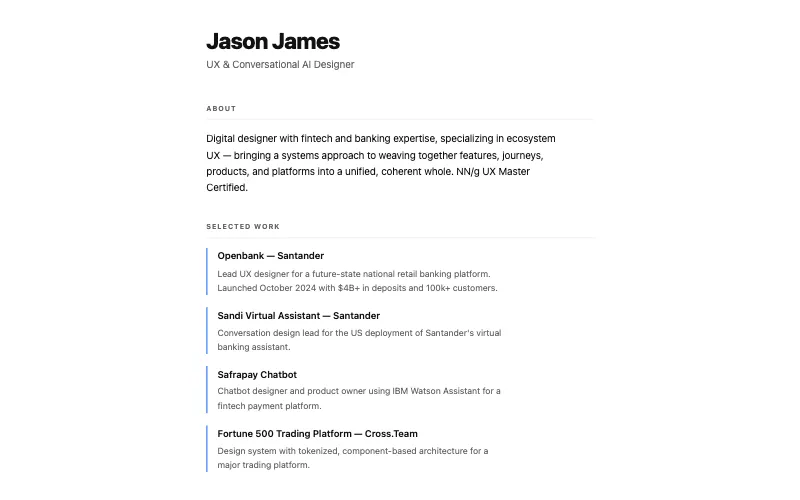 Jason James
UX & Conversational AI Designer
ABOUT
Digital designer with fintech and banking expertise, specializing in ecosystem
UX — bringing a systems approach to weaving together features, journeys,
products, and platforms into a unified, coherent whole. NN/g UX Master
Certified.
SELECTED WORK
Openbank — Santander
Lead UX designer for a future-state national retail banking platform.
Launched October 2024 with $4B+ in deposits and 100k+ customers.
Sandi Virtual Assistant — Santander
Conversation design lead for the US deployment of Santander's virtual
banking assistant.
Safrapay Chatbot
Chatbot designer and product owner using IBM Watson Assistant for a
fintech payment platform.
Fortune 500 Trading Platform — Cross.Team
Design system with tokenized, component-based architecture for a
major trading platform.